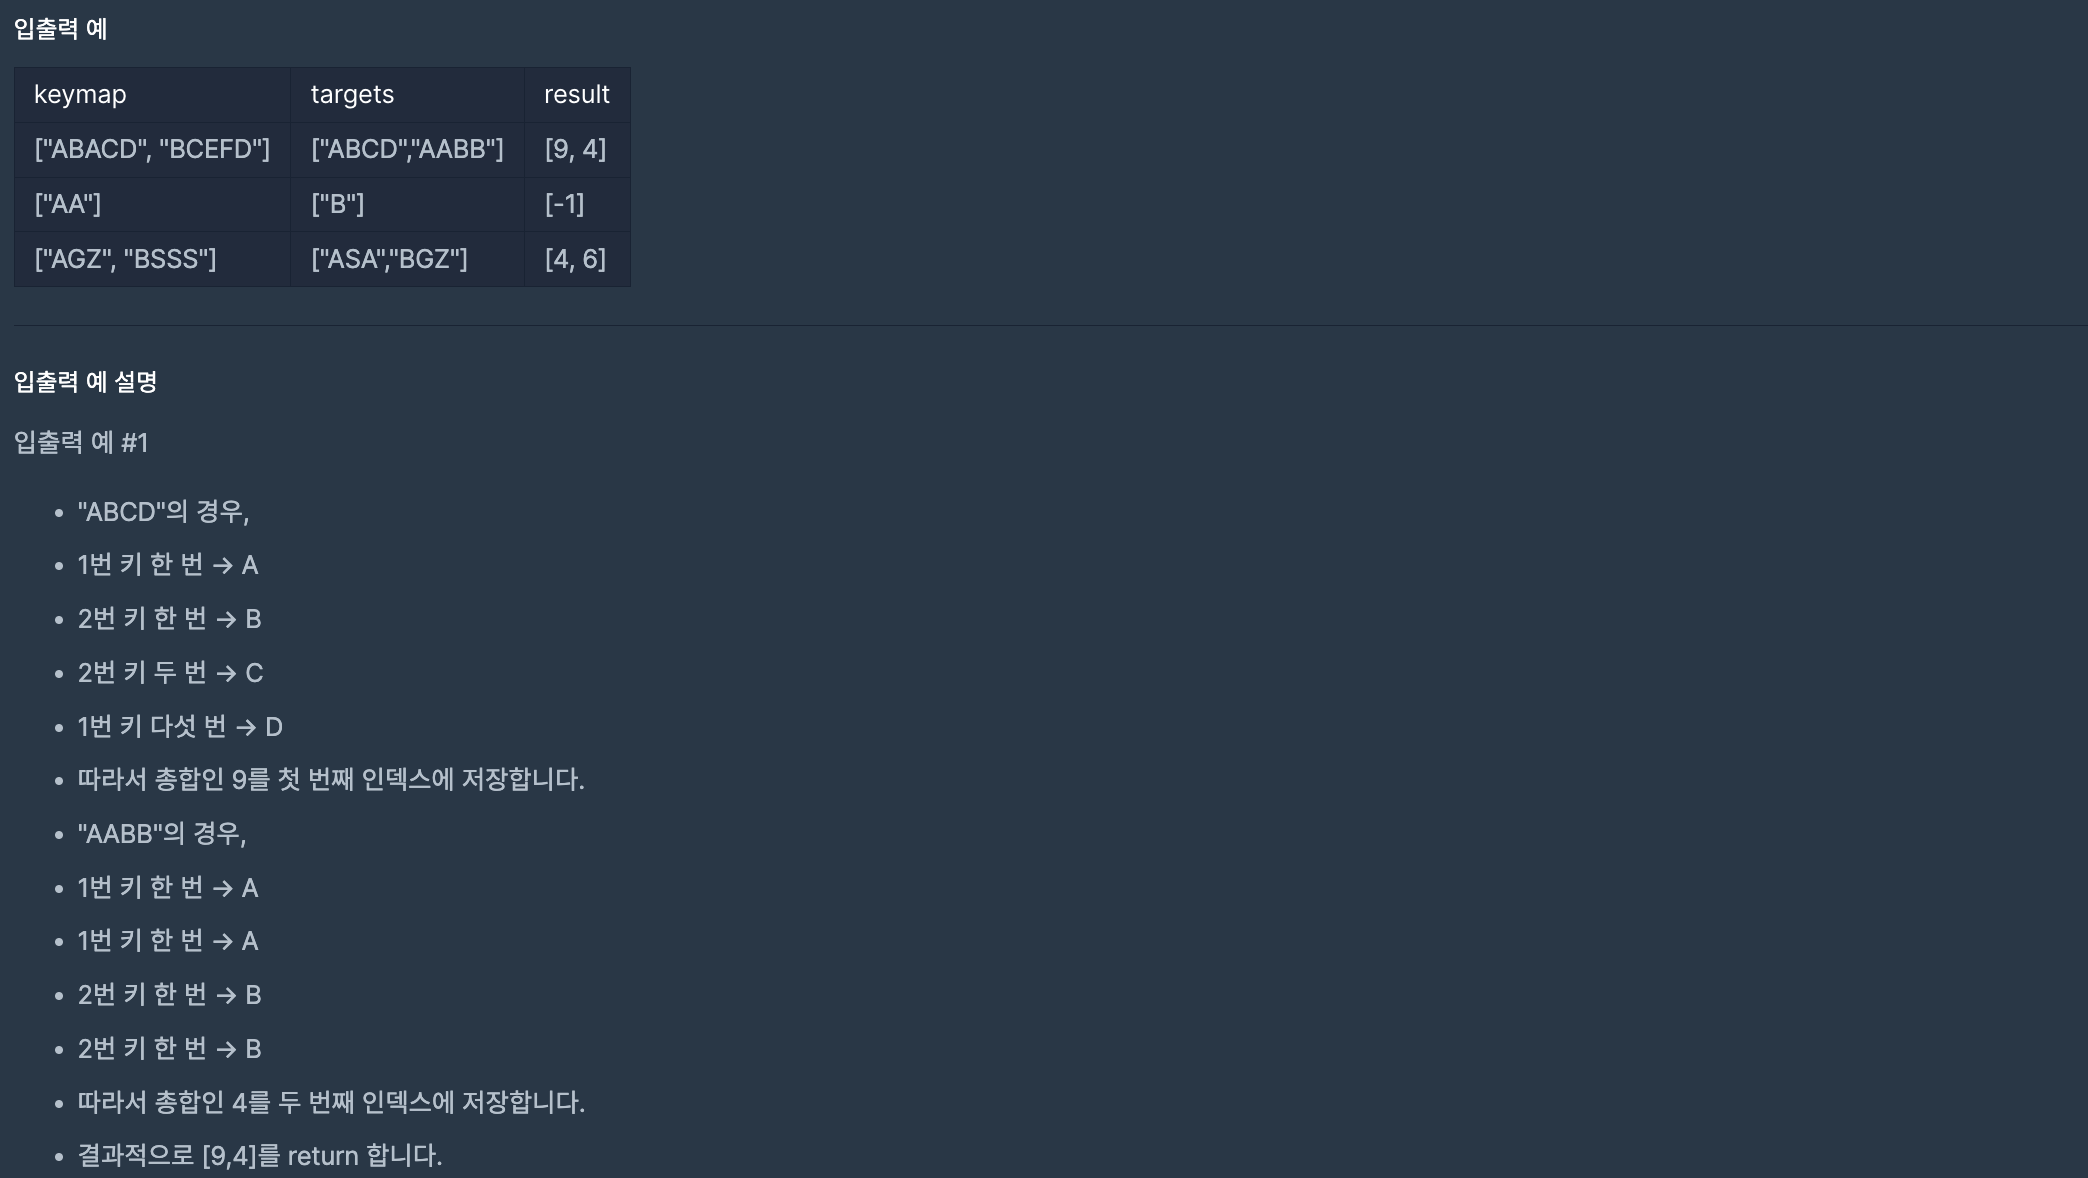 입출력 예
keymap targets result
["ABACD", "BCEFD"] ["ABCD","AABB"] [9, 4]
["AA"] ["B"] [-1]
["AGZ", "BSSS"] ["ASA","BGZ"] [4, 6]
입출력 예 설명
입출력 예 #1
• "ABCD"의 경우,
• 1번 키 한 번 → A
• 2번 키 한 번 → B
• 2번 키 두 번 → C
• 1번 키 다섯 번 → D
• 따라서 총합인 9를 첫 번째 인덱스에 저장합니다.
• "AABB"의 경우,
• 1번 키 한 번 → A
• 1번 키 한 번 → A
• 2번 키 한 번 → B
• 2번 키 한 번 → B
• 따라서 총합인 4를 두 번째 인덱스에 저장합니다.
• 결과적으로 [9,4]를 return 합니다.